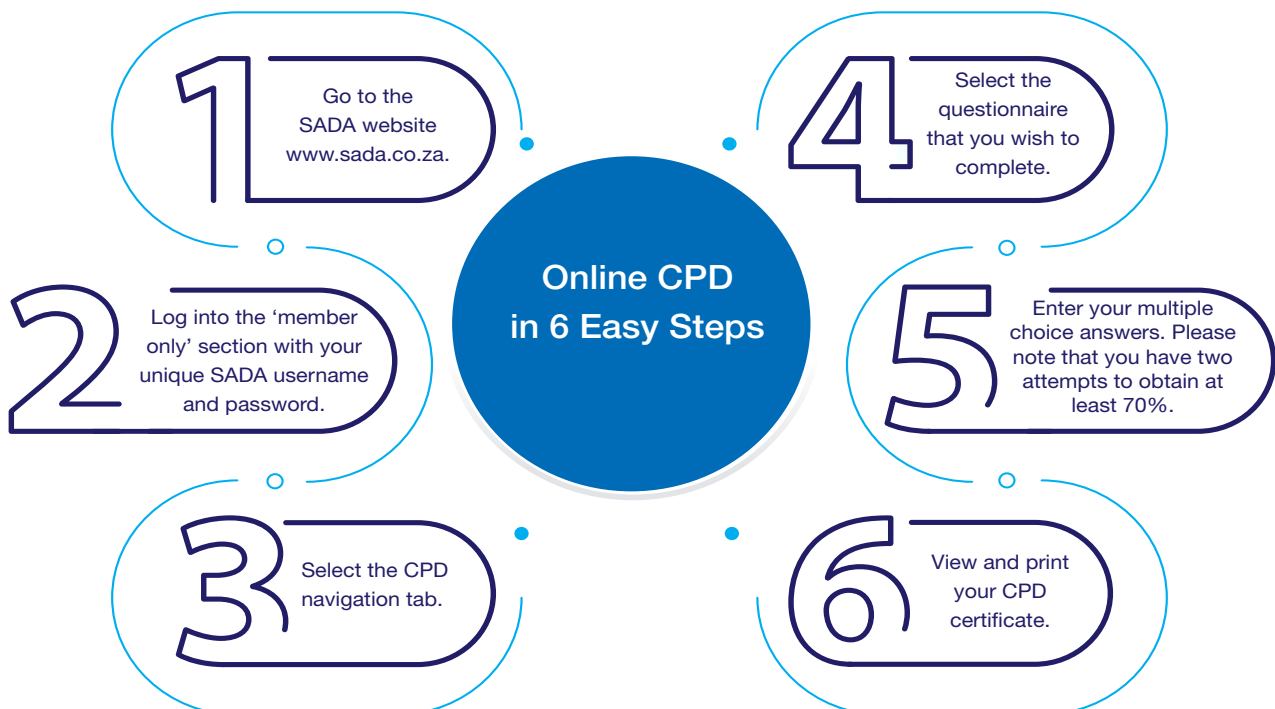 Online CPD
in 6 Easy Steps
1
Go to the
SADA website
www.sada.co.za.
2
Log into the ‘member
only’ section with your
unique SADA username
and password.
3
Select the CPD
navigation tab.
4
Select the
questionnaire
that you wish to
complete.
5
Enter your multiple
choice answers. Please
note that you have two
attempts to obtain at
least 70%.
6
View and print
your CPD
certificate.